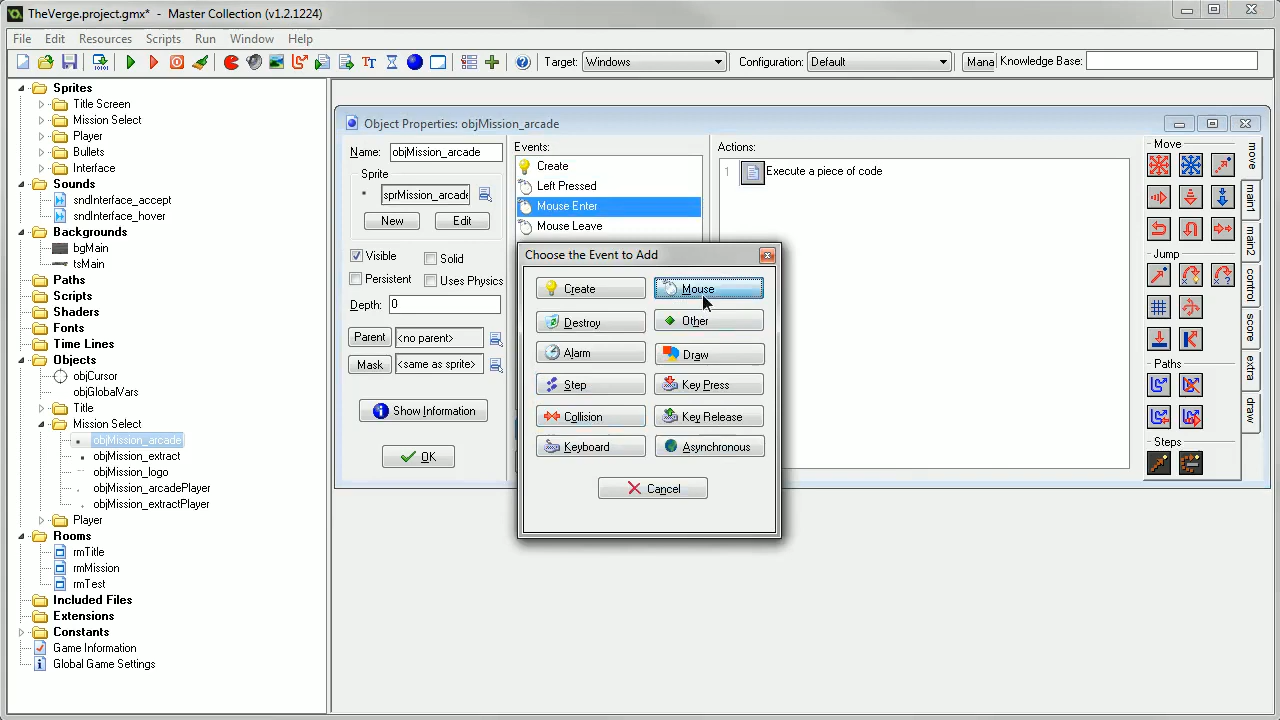 TheVerge.project.gmx* - Master Collection (v1.2.1224)
File Edit Resources Scripts Run Window Help
Target: Windows Configuration: Default Mana Knowledge Base:
Sprites
Title Screen
Mission Select
Player
Bullets
Interface
Sounds
sndInterface_accept
sndInterface_hover
Backgrounds
bgMain
tsMain
Paths
Scripts
Shaders
Fonts
Time Lines
Objects
objCursor
objGlobalVars
Title
Mission Select
objMission_arcade
objMission_extract
objMission_logo
objMission_arcadePlayer
objMission_extractPlayer
Player
Rooms
rmTitle
rmMission
rmTest
Included Files
Extensions
Constants
Game Information
Global Game Settings
Object Properties: objMission_arcade
Name: objMission_arcade
Sprite
sprMission_arcade
New Edit
Visible Solid
Persistent Uses Physics
Depth: 0
Parent <no parent>
Mask <same as sprite>
Show Information
OK
Events:
Create
Left Pressed
Mouse Enter
Mouse Leave
Actions:
1 Execute a piece of code
Choose the Event to Add
Create Mouse
Destroy Other
Alarm Draw
Step Key Press
Collision Key Release
Keyboard Asynchronous
Cancel
Move
Jump
Paths
Steps
move
main1
main2
control
score
extra
draw